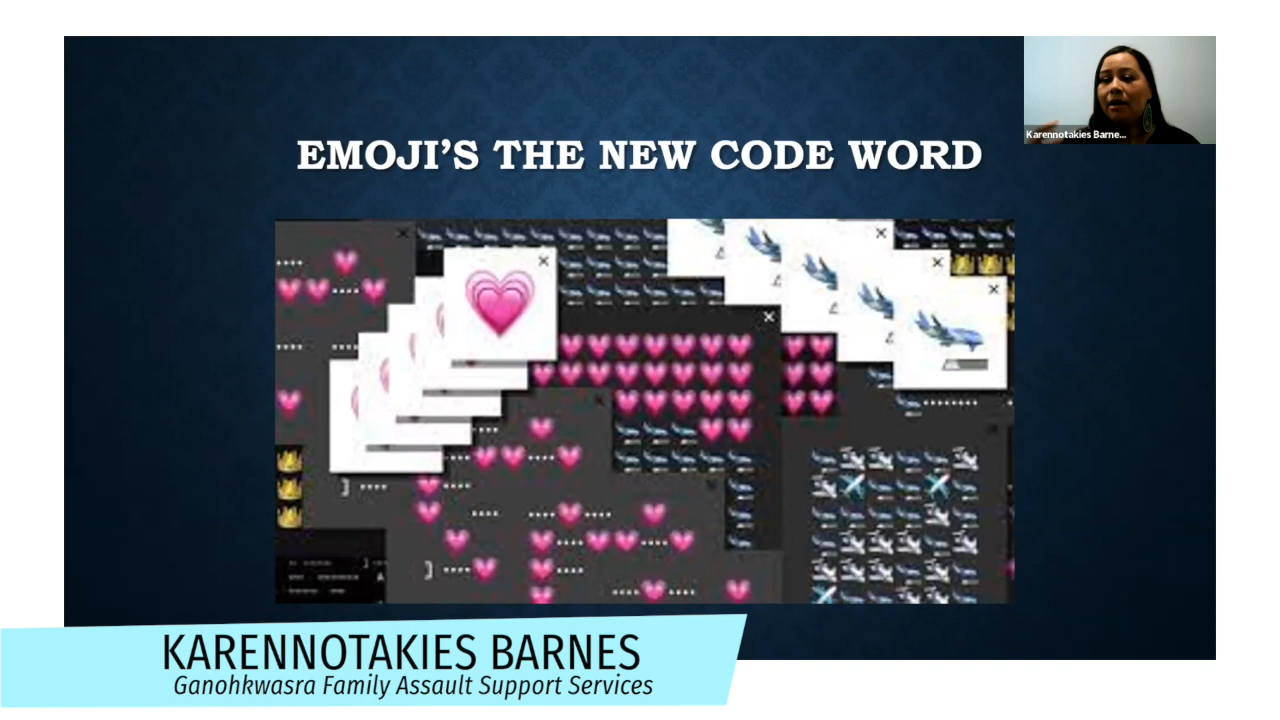 EMOJI’S THE NEW CODE WORD
Karennotakies Barne...
KARENNOTAKIES BARNES
Ganohkwasra Family Assault Support Services